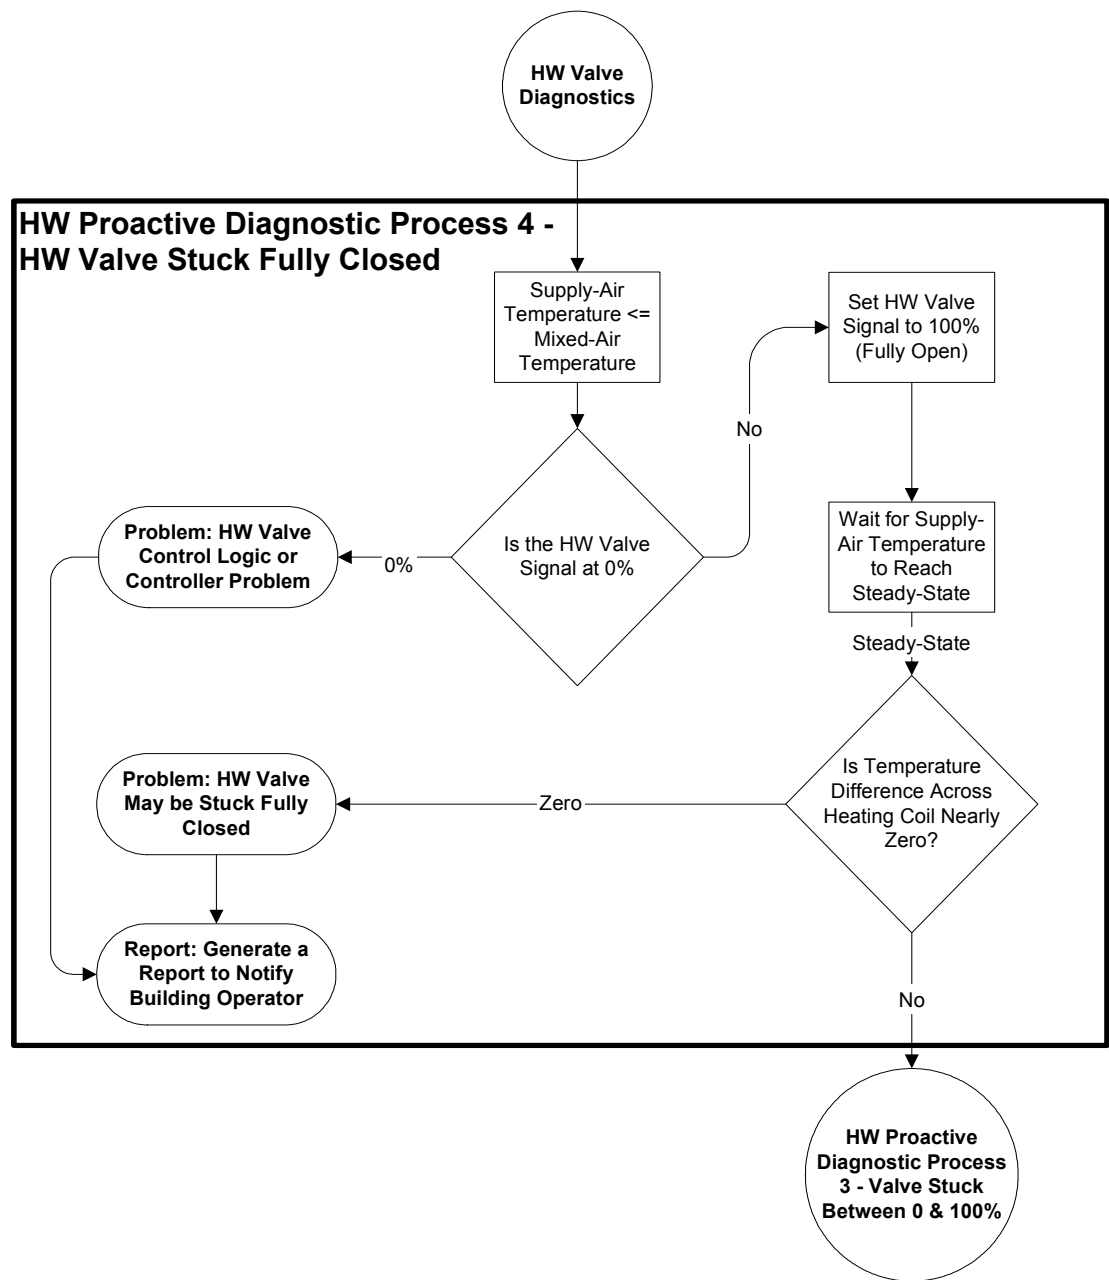 HW Valve
Diagnostics
HW Proactive Diagnostic Process 4 -
HW Valve Stuck Fully Closed
Supply-Air
Temperature <=
Mixed-Air
Temperature
Set HW Valve
Signal to 100%
(Fully Open)
No
Wait for Supply-
Air Temperature
to Reach
Steady-State
Problem: HW Valve
Control Logic or
Controller Problem
0%
Is the HW Valve
Signal at 0%
Steady-State
Problem: HW Valve
May be Stuck Fully
Closed
Zero
Is Temperature
Difference Across
Heating Coil Nearly
Zero?
Report: Generate a
Report to Notify
Building Operator
No
HW Proactive
Diagnostic Process
3 - Valve Stuck
Between 0 & 100%